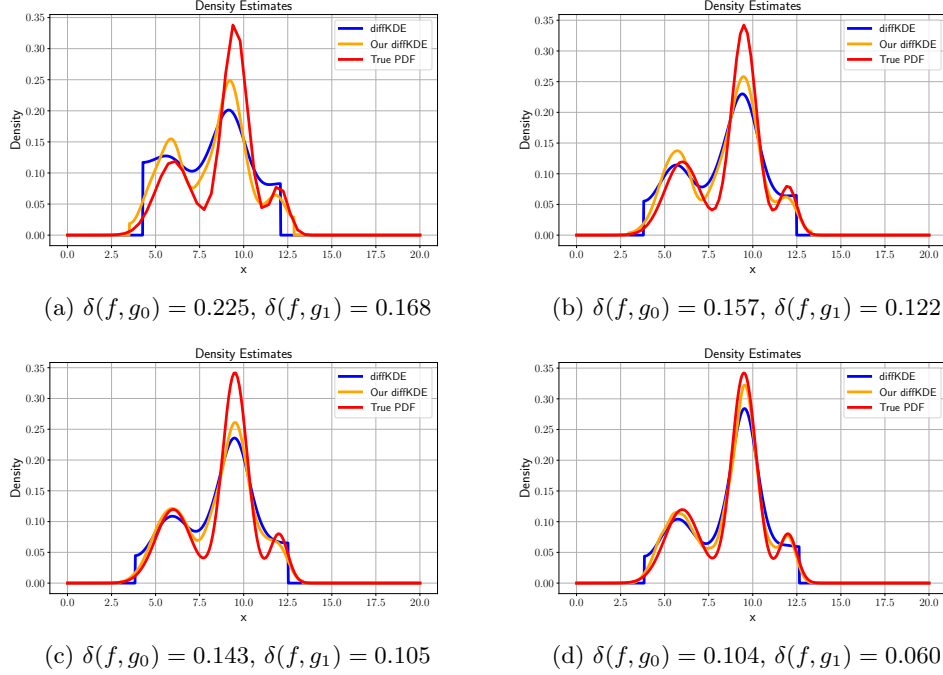 Density Estimates
0.35
0.30
0.25
0.20
0.15
0.10
0.05
0.00
Density
diffKDE
Our diffKDE
True PDF
0.0 2.5 5.0 7.5 10.0 12.5 15.0 17.5 20.0
x
(a) δ(f, g₀) = 0.225, δ(f, g₁) = 0.168
Density Estimates
0.35
0.30
0.25
0.20
0.15
0.10
0.05
0.00
Density
diffKDE
Our diffKDE
True PDF
0.0 2.5 5.0 7.5 10.0 12.5 15.0 17.5 20.0
x
(b) δ(f, g₀) = 0.157, δ(f, g₁) = 0.122
Density Estimates
0.35
0.30
0.25
0.20
0.15
0.10
0.05
0.00
Density
diffKDE
Our diffKDE
True PDF
0.0 2.5 5.0 7.5 10.0 12.5 15.0 17.5 20.0
x
(c) δ(f, g₀) = 0.143, δ(f, g₁) = 0.105
Density Estimates
0.35
0.30
0.25
0.20
0.15
0.10
0.05
0.00
Density
diffKDE
Our diffKDE
True PDF
0.0 2.5 5.0 7.5 10.0 12.5 15.0 17.5 20.0
x
(d) δ(f, g₀) = 0.104, δ(f, g₁) = 0.060